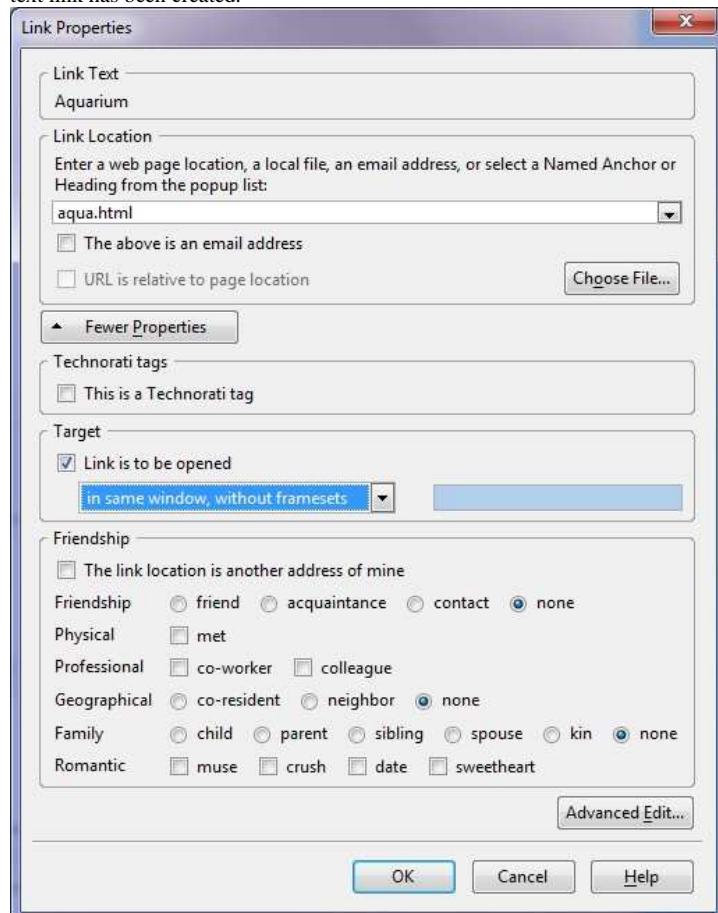 text link has been created.
Link Properties
Link Text
Aquarium
Link Location
Enter a web page location, a local file, an email address, or select a Named Anchor or
Heading from the popup list:
aqua.html
The above is an email address
URL is relative to page location
Choose File...
Fewer Properties
Technorati tags
This is a Technorati tag
Target
Link is to be opened
in same window, without framesets
Friendship
The link location is another address of mine
Friendship friend acquaintance contact none
Physical met
Professional co-worker colleague
Geographical co-resident neighbor none
Family child parent sibling spouse kin none
Romantic muse crush date sweetheart
Advanced Edit...
OK Cancel Help